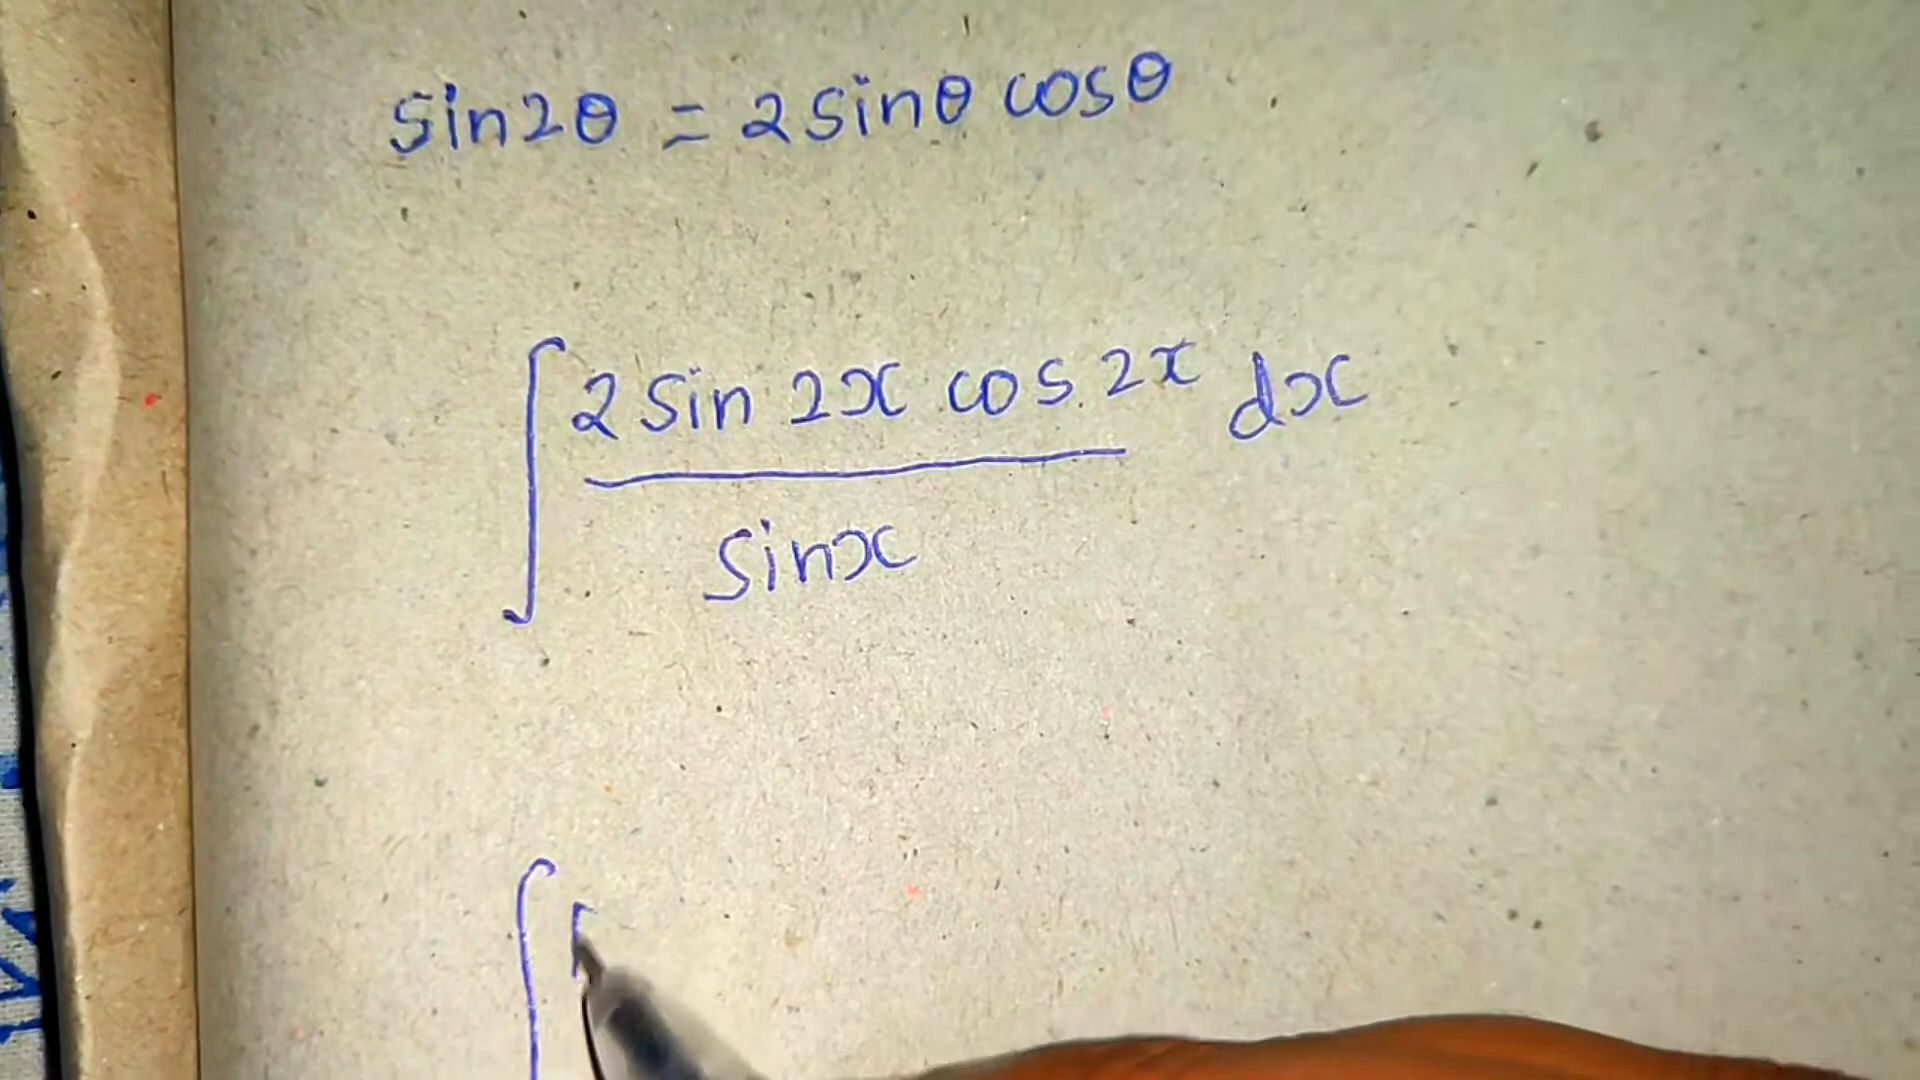 sin2θ = 2sinθ cosθ
∫ 2 sin 2x cos 2x dx
sinx
∫